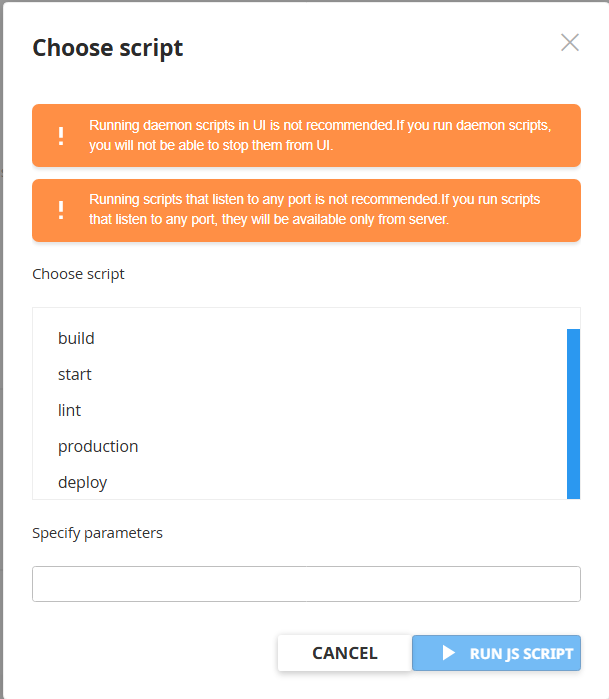 Choose script
Running daemon scripts in UI is not recommended.If you run daemon scripts,
you will not be able to stop them from UI.
Running scripts that listen to any port is not recommended.If you run scripts
that listen to any port, they will be available only from server.
Choose script
build
start
lint
production
deploy
Specify parameters
CANCEL
RUN JS SCRIPT